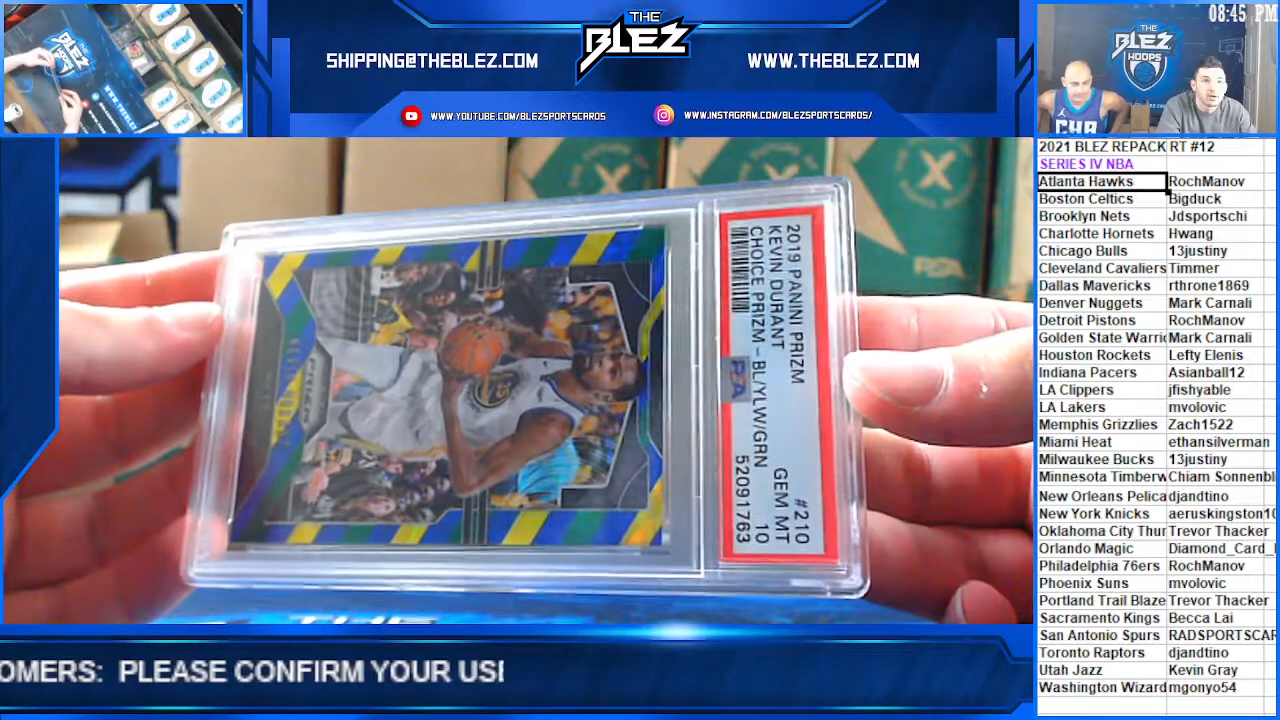 08:45 PM
THE
BLEZ
SHIPPING@THEBLEZ.COM
WWW.THEBLEZ.COM
WWW.YOUTUBE.COM/BLEZSPORTSCARDS
WWW.INSTAGRAM.COM/BLEZSPORTSCARDS/
BLEZ
HOOPS
CHA
2021 BLEZ REPACK RT #12
SERIES IV NBA
Atlanta Hawks RochManov
Boston Celtics Bigduck
Brooklyn Nets Jdsportschi
Charlotte Hornets Hwang
Chicago Bulls 13justiny
Cleveland Cavaliers Timmer
Dallas Mavericks rthrone1869
Denver Nuggets Mark Carnali
Detroit Pistons RochManov
Golden State Warri Mark Carnali
Houston Rockets Lefty Elenis
Indiana Pacers Asianball12
LA Clippers jfishyable
LA Lakers mvolovic
Memphis Grizzlies Zach1522
Miami Heat ethansilverman
Milwaukee Bucks 13justiny
Minnesota Timberw Chiam Sonnenbl
New Orleans Pelica djandtino
New York Knicks aeruskingston10
Oklahoma City Thur Trevor Thacker
Orlando Magic Diamond_Card_
Philadelphia 76ers RochManov
Phoenix Suns mvolovic
Portland Trail Blaze Trevor Thacker
Sacramento Kings Becca Lai
San Antonio Spurs RADSPORTSCAR
Toronto Raptors djandtino
Utah Jazz Kevin Gray
Washington Wizard mgonyo54
2019 PANINI PRIZM #210
KEVIN DURANT GEM MT
CHOICE PRIZM - BL/YLW/GRN 10
PSA 52091763
OMERS: PLEASE CONFIRM YOUR USE